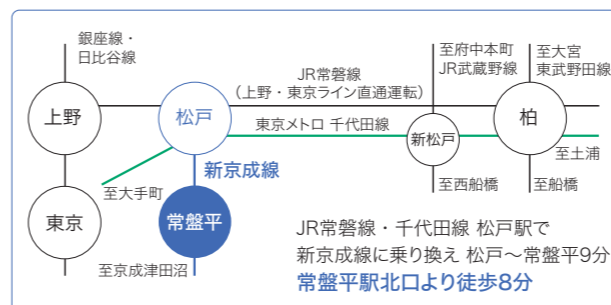 銀座線・
日比谷線
至府中本町
JR武蔵野線
至大宮
東武野田線
JR常磐線
（上野・東京ライン直通運転）
上野
松戸
東京メトロ 千代田線
新松戸
柏
至土浦
新京成線
至大手町
至西船橋
至船橋
東京
常盤平
至京成津田沼
JR常磐線・千代田線 松戸駅で
新京成線に乗り換え 松戸～常盤平9分
常盤平駅北口より徒歩8分